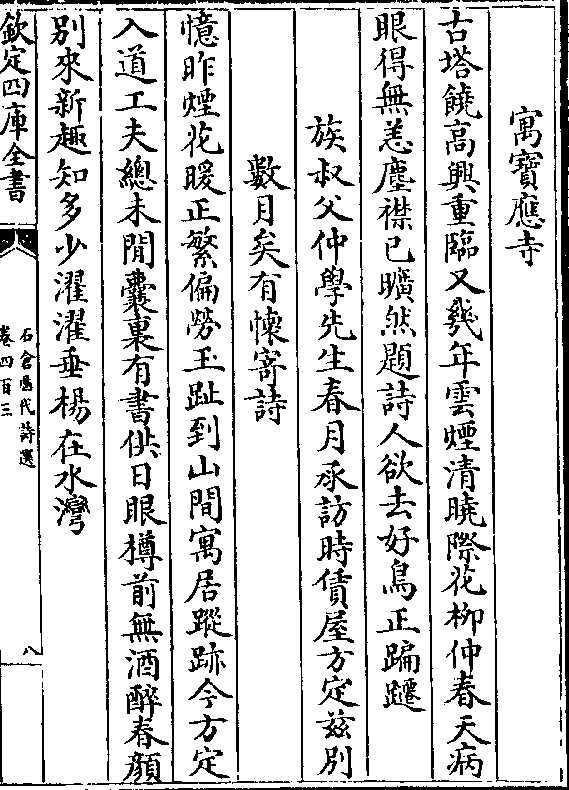 寓寶應寺
古塔饒高興重臨又幾年雲煙清曉際花柳仲春天病
眼得無恙塵襟已曠然題詩人欲去好鳥正蹁躚
族叔父仲學先生春月承訪時賃屋方定茲別
數月矣有懐寄詩
憶昨煙花暖正繁偏勞玉趾到山間寓居蹤跡今方定
入道工夫總未閒囊裏有書供日眼樽前無酒醉春顔
别來新趣知多少濯濯垂楊在水灣
欽定四庫全書
石倉歴代詩選
卷四百三
八